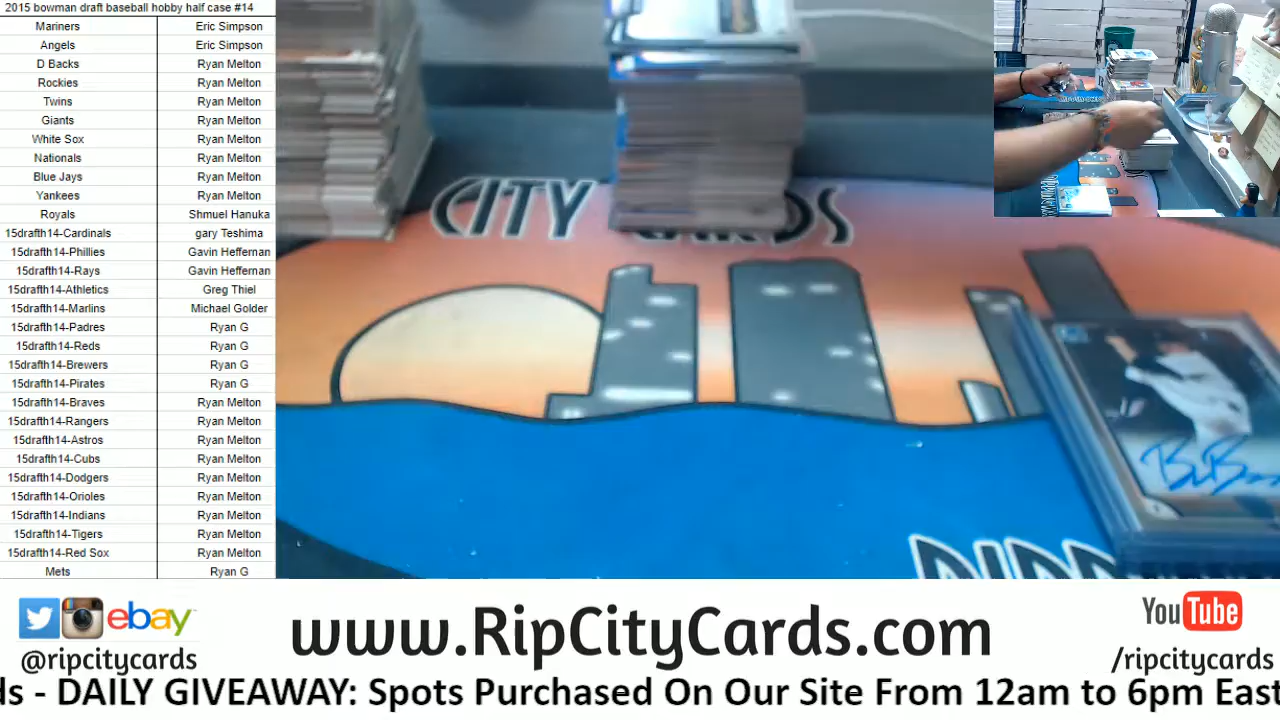 2015 bowman draft baseball hobby half case #14
Mariners Eric Simpson
Angels Eric Simpson
D Backs Ryan Melton
Rockies Ryan Melton
Twins Ryan Melton
Giants Ryan Melton
White Sox Ryan Melton
Nationals Ryan Melton
Blue Jays Ryan Melton
Yankees Ryan Melton
Royals Shmuel Hanuka
15drafth14-Cardinals gary Teshima
15drafth14-Phillies Gavin Heffernan
15drafth14-Rays Gavin Heffernan
15drafth14-Athletics Greg Thiel
15drafth14-Marlins Michael Golder
15drafth14-Padres Ryan G
15drafth14-Reds Ryan G
15drafth14-Brewers Ryan G
15drafth14-Pirates Ryan G
15drafth14-Braves Ryan Melton
15drafth14-Rangers Ryan Melton
15drafth14-Astros Ryan Melton
15drafth14-Cubs Ryan Melton
15drafth14-Dodgers Ryan Melton
15drafth14-Orioles Ryan Melton
15drafth14-Indians Ryan Melton
15drafth14-Tigers Ryan Melton
15drafth14-Red Sox Ryan Melton
Mets Ryan G
CITY CARDS
ebay
@ripcitycards
www.RipCityCards.com
YouTube
/ripcitycards
ds - DAILY GIVEAWAY: Spots Purchased On Our Site From 12am to 6pm East